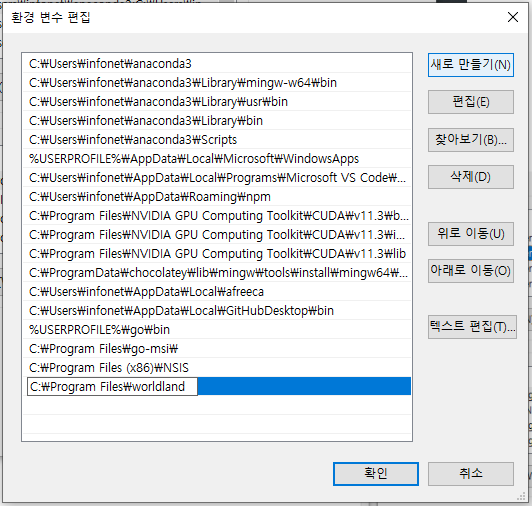 환경 변수 편집
C:₩Users₩infonet₩anaconda3
C:₩Users₩infonet₩anaconda3₩Library₩mingw-w64₩bin
C:₩Users₩infonet₩anaconda3₩Library₩usr₩bin
C:₩Users₩infonet₩anaconda3₩Library₩bin
C:₩Users₩infonet₩anaconda3₩Scripts
%USERPROFILE%₩AppData₩Local₩Microsoft₩WindowsApps
C:₩Users₩infonet₩AppData₩Local₩Programs₩Microsoft VS Code₩...
C:₩Users₩infonet₩AppData₩Roaming₩npm
C:₩Program Files₩NVIDIA GPU Computing Toolkit₩CUDA₩v11.3₩b...
C:₩Program Files₩NVIDIA GPU Computing Toolkit₩CUDA₩v11.3₩i...
C:₩Program Files₩NVIDIA GPU Computing Toolkit₩CUDA₩v11.3₩lib
C:₩ProgramData₩chocolatey₩lib₩mingw₩tools₩install₩mingw64₩...
C:₩Users₩infonet₩AppData₩Local₩afreeca
C:₩Users₩infonet₩AppData₩Local₩GitHubDesktop₩bin
%USERPROFILE%₩go₩bin
C:₩Program Files₩go-msi₩
C:₩Program Files (x86)₩NSIS
C:₩Program Files₩worldland
새로 만들기(N)
편집(E)
찾아보기(B)...
삭제(D)
위로 이동(U)
아래로 이동(O)
텍스트 편집(T)...
확인
취소